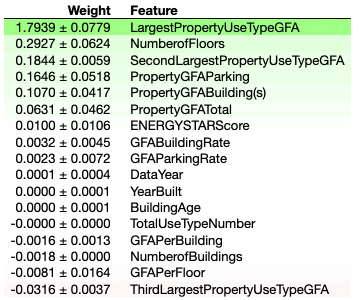 Weight Feature
1.7939 ± 0.0779 LargestPropertyUseTypeGFA
0.2927 ± 0.0624 NumberofFloors
0.1844 ± 0.0059 SecondLargestPropertyUseTypeGFA
0.1646 ± 0.0518 PropertyGFAParking
0.1070 ± 0.0417 PropertyGFABuilding(s)
0.0631 ± 0.0462 PropertyGFATotal
0.0100 ± 0.0106 ENERGYSTARScore
0.0032 ± 0.0045 GFABuildingRate
0.0023 ± 0.0072 GFAParkingRate
0.0001 ± 0.0004 DataYear
0.0000 ± 0.0001 YearBuilt
0.0000 ± 0.0001 BuildingAge
-0.0000 ± 0.0000 TotalUseTypeNumber
-0.0016 ± 0.0013 GFAPerBuilding
-0.0018 ± 0.0000 NumberofBuildings
-0.0081 ± 0.0164 GFAPerFloor
-0.0316 ± 0.0037 ThirdLargestPropertyUseTypeGFA